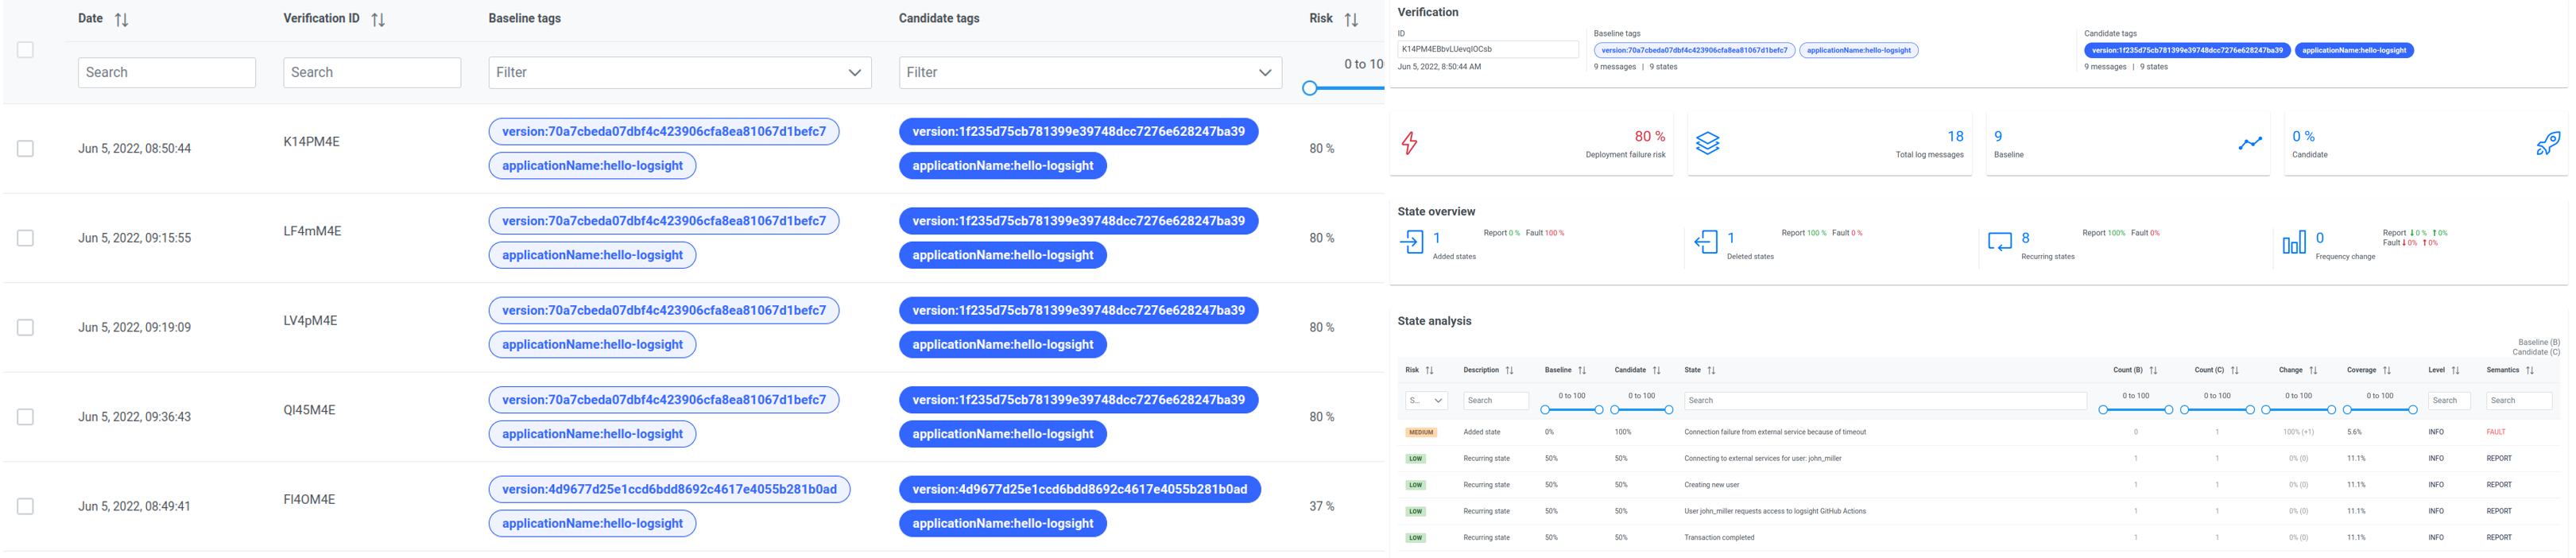 Date Verification ID Baseline tags Candidate tags Risk
Search Search Filter Filter 0 to 10
Jun 5, 2022, 08:50:44 K14PM4E version:70a7cbeda07dbf4c423906cfa8ea81067d1befc7 version:1f235d75cb781399e39748dcc7276e628247ba39 80 %
applicationName:hello-logsight applicationName:hello-logsight
Jun 5, 2022, 09:15:55 LF4mM4E version:70a7cbeda07dbf4c423906cfa8ea81067d1befc7 version:1f235d75cb781399e39748dcc7276e628247ba39 80 %
applicationName:hello-logsight applicationName:hello-logsight
Jun 5, 2022, 09:19:09 LV4pM4E version:70a7cbeda07dbf4c423906cfa8ea81067d1befc7 version:1f235d75cb781399e39748dcc7276e628247ba39 80 %
applicationName:hello-logsight applicationName:hello-logsight
Jun 5, 2022, 09:36:43 QI45M4E version:70a7cbeda07dbf4c423906cfa8ea81067d1befc7 version:1f235d75cb781399e39748dcc7276e628247ba39 80 %
applicationName:hello-logsight applicationName:hello-logsight
Jun 5, 2022, 08:49:41 FI4OM4E version:4d9677d25e1ccd6bdd8692c4617e4055b281b0ad version:4d9677d25e1ccd6bdd8692c4617e4055b281b0ad 37 %
applicationName:hello-logsight applicationName:hello-logsight
Verification
ID Baseline tags Candidate tags
K14PM4EBbvLUevqIOCsb version:70a7cbeda07dbf4c423906cfa8ea81067d1befc7 applicationName:hello-logsight version:1f235d75cb781399e39748dcc7276e628247ba39 applicationName:hello-logsight
Jun 5, 2022, 8:50:44 AM 9 messages | 9 states 9 messages | 9 states
80 % 18 9 0 %
Deployment failure risk Total log messages Baseline Candidate
State overview
1 Report 0 % Fault 100 % 1 Report 100 % Fault 0 % 8 Report 100% Fault 0% 0 Report ↓0 % ↑0%
Fault ↓0% ↑0%
Added states Deleted states Recurring states Frequency change
State analysis
Baseline (B)
Candidate (C)
Risk Description Baseline Candidate State Count (B) Count (C) Change Coverage Level Semantics
S... Search 0 to 100 0 to 100 Search 0 to 100 0 to 100 0 to 100 0 to 100 Search Search
MEDIUM Added state 0% 100% Connection failure from external service because of timeout 0 1 100% (+1) 5.6% INFO FAULT
LOW Recurring state 50% 50% Connecting to external services for user: john_miller 1 1 0% (0) 11.1% INFO REPORT
LOW Recurring state 50% 50% Creating new user 1 1 0% (0) 11.1% INFO REPORT
LOW Recurring state 50% 50% User john_miller requests access to logsight GitHub Actions 1 1 0% (0) 11.1% INFO REPORT
LOW Recurring state 50% 50% Transaction completed 1 1 0% (0) 11.1% INFO REPORT